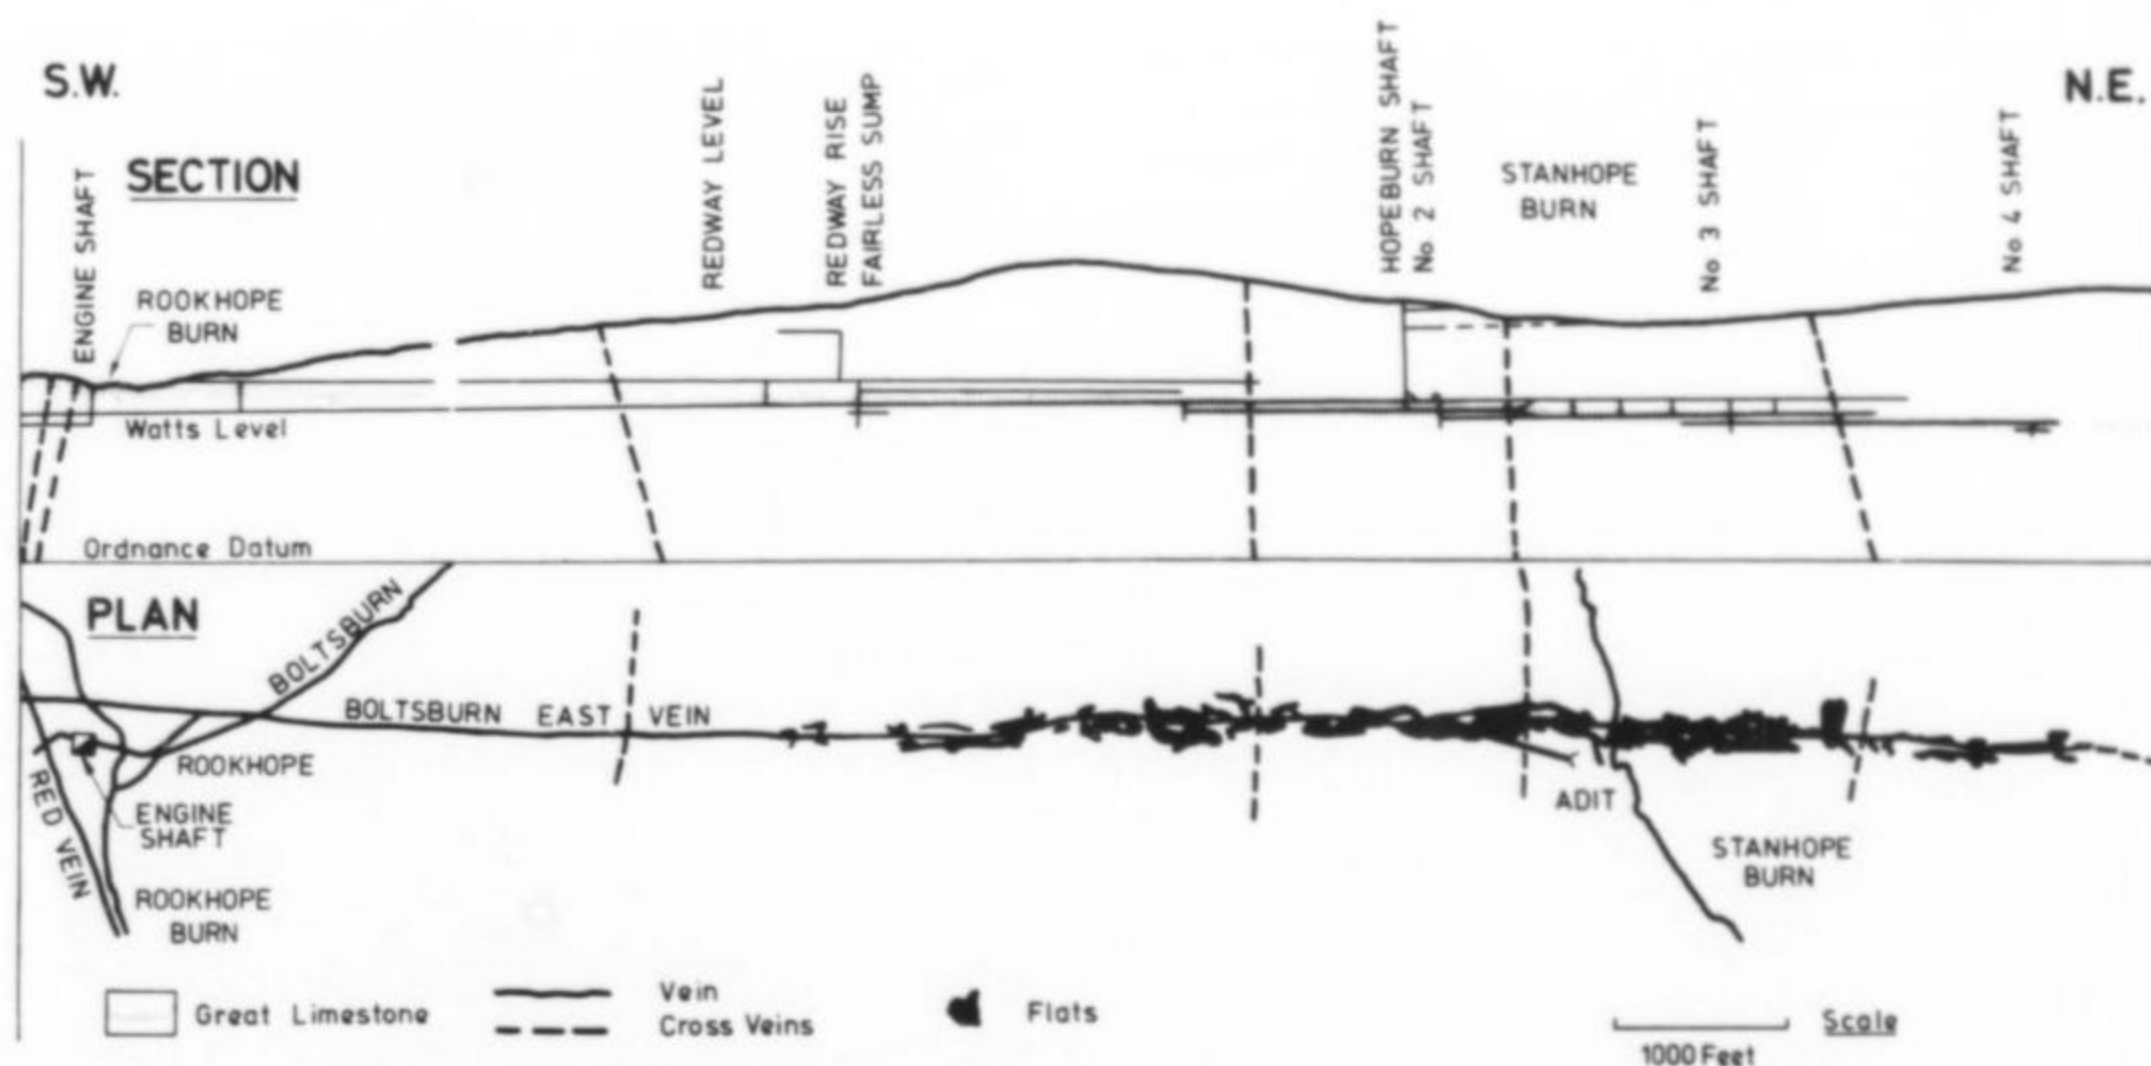 S.W.
N.E.
SECTION
ENGINE SHAFT
ROOKHOPE
BURN
REDWAY LEVEL
REDWAY RISE
FAIRLESS SUMP
HOPEBURN SHAFT
No 2 SHAFT
STANHOPE
BURN
No 3 SHAFT
No 4 SHAFT
Watts Level
Ordnance Datum
PLAN
BOLTSBURN
BOLTSBURN EAST VEIN
ROOKHOPE
RED VEIN
ENGINE
SHAFT
ROOKHOPE
BURN
ADIT
STANHOPE
BURN
Great Limestone
Vein
Cross Veins
Flats
Scale
1000 Feet